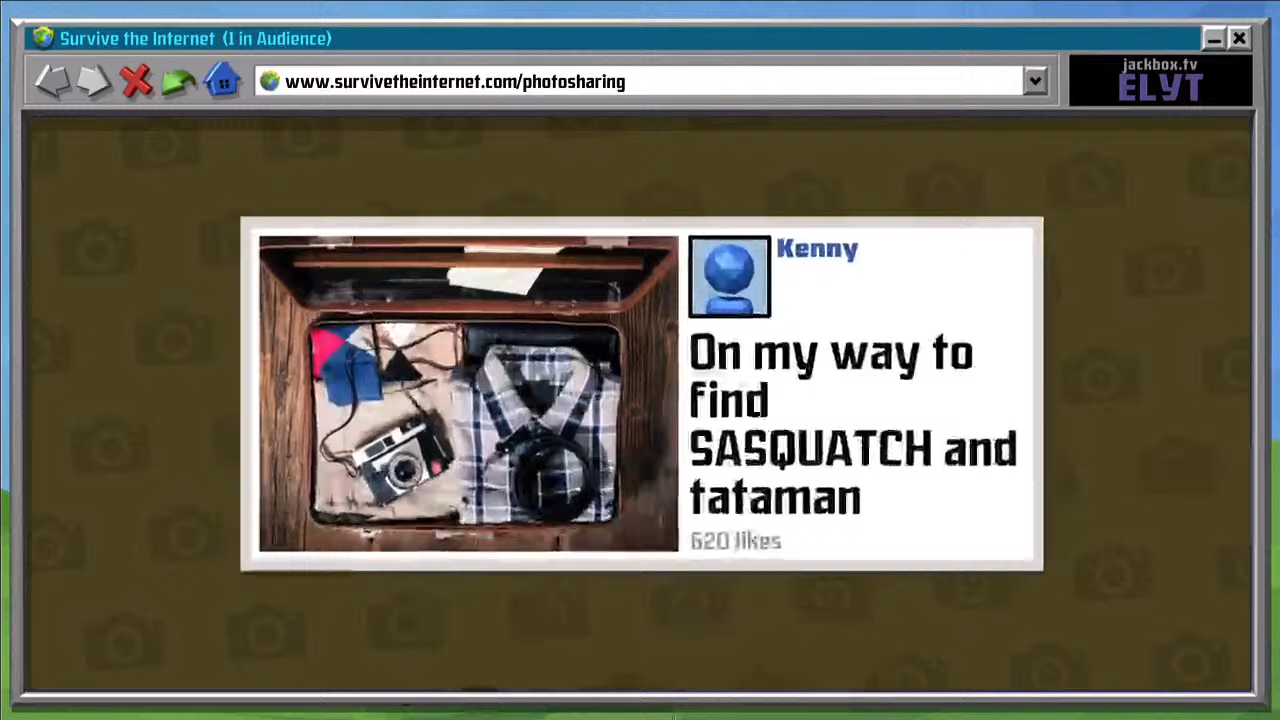 Survive the Internet (1 in Audience)
www.survivetheinternet.com/photosharing
jackbox.tv
ELYT
Kenny
On my way to
find
SASQUATCH and
tataman
620 likes